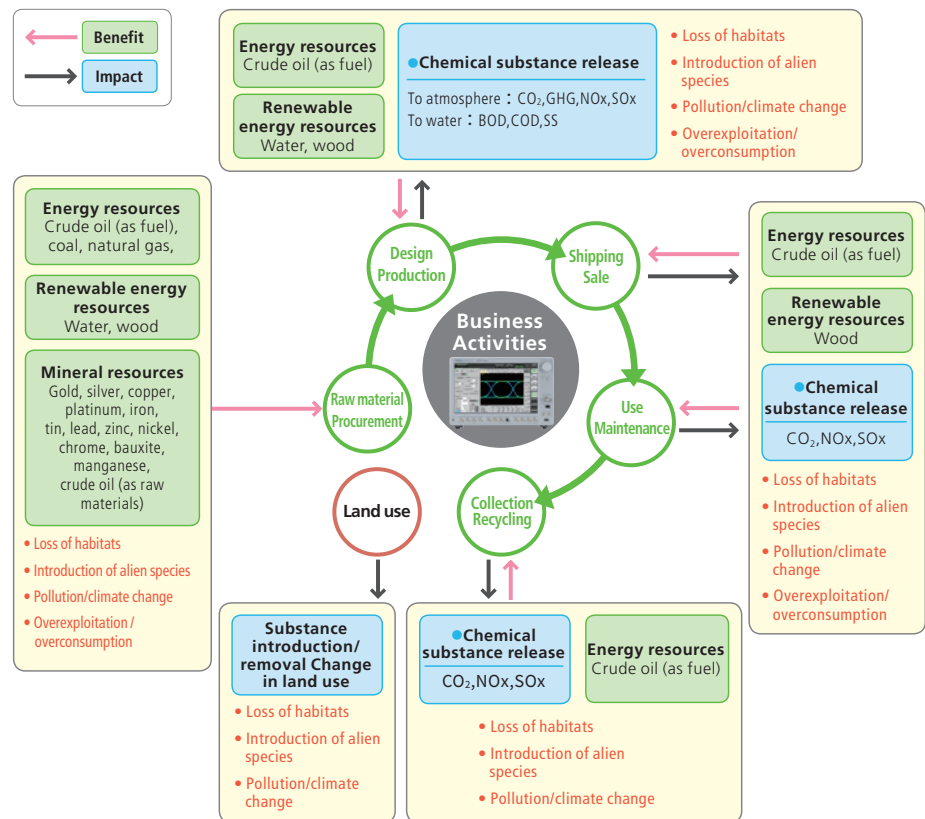 Benefit
Impact
Energy resources
Crude oil (as fuel)
Renewable
energy resources
Water, wood
●Chemical substance release
To atmosphere：CO₂,GHG,NOx,SOx
To water：BOD,COD,SS
• Loss of habitats
• Introduction of alien
species
• Pollution/climate change
• Overexploitation/
overconsumption
Energy resources
Crude oil (as fuel),
coal, natural gas,
Renewable energy
resources
Water, wood
Mineral resources
Gold, silver, copper,
platinum, iron,
tin, lead, zinc, nickel,
chrome, bauxite,
manganese,
crude oil (as raw
materials)
• Loss of habitats
• Introduction of alien species
• Pollution/climate change
• Overexploitation /
overconsumption
Design
Production
Shipping
Sale
Business
Activities
Raw material
Procurement
Use
Maintenance
Land use
Collection
Recycling
Energy resources
Crude oil (as fuel)
Renewable
energy resources
Wood
●Chemical
substance release
CO₂,NOx,SOx
• Loss of habitats
• Introduction of alien
species
• Pollution/climate
change
• Overexploitation/
overconsumption
Substance
introduction/
removal Change
in land use
• Loss of habitats
• Introduction of alien
species
• Pollution/climate
change
●Chemical
substance release
CO₂,NOx,SOx
Energy resources
Crude oil (as fuel)
• Loss of habitats
• Introduction of alien
species
• Pollution/climate change